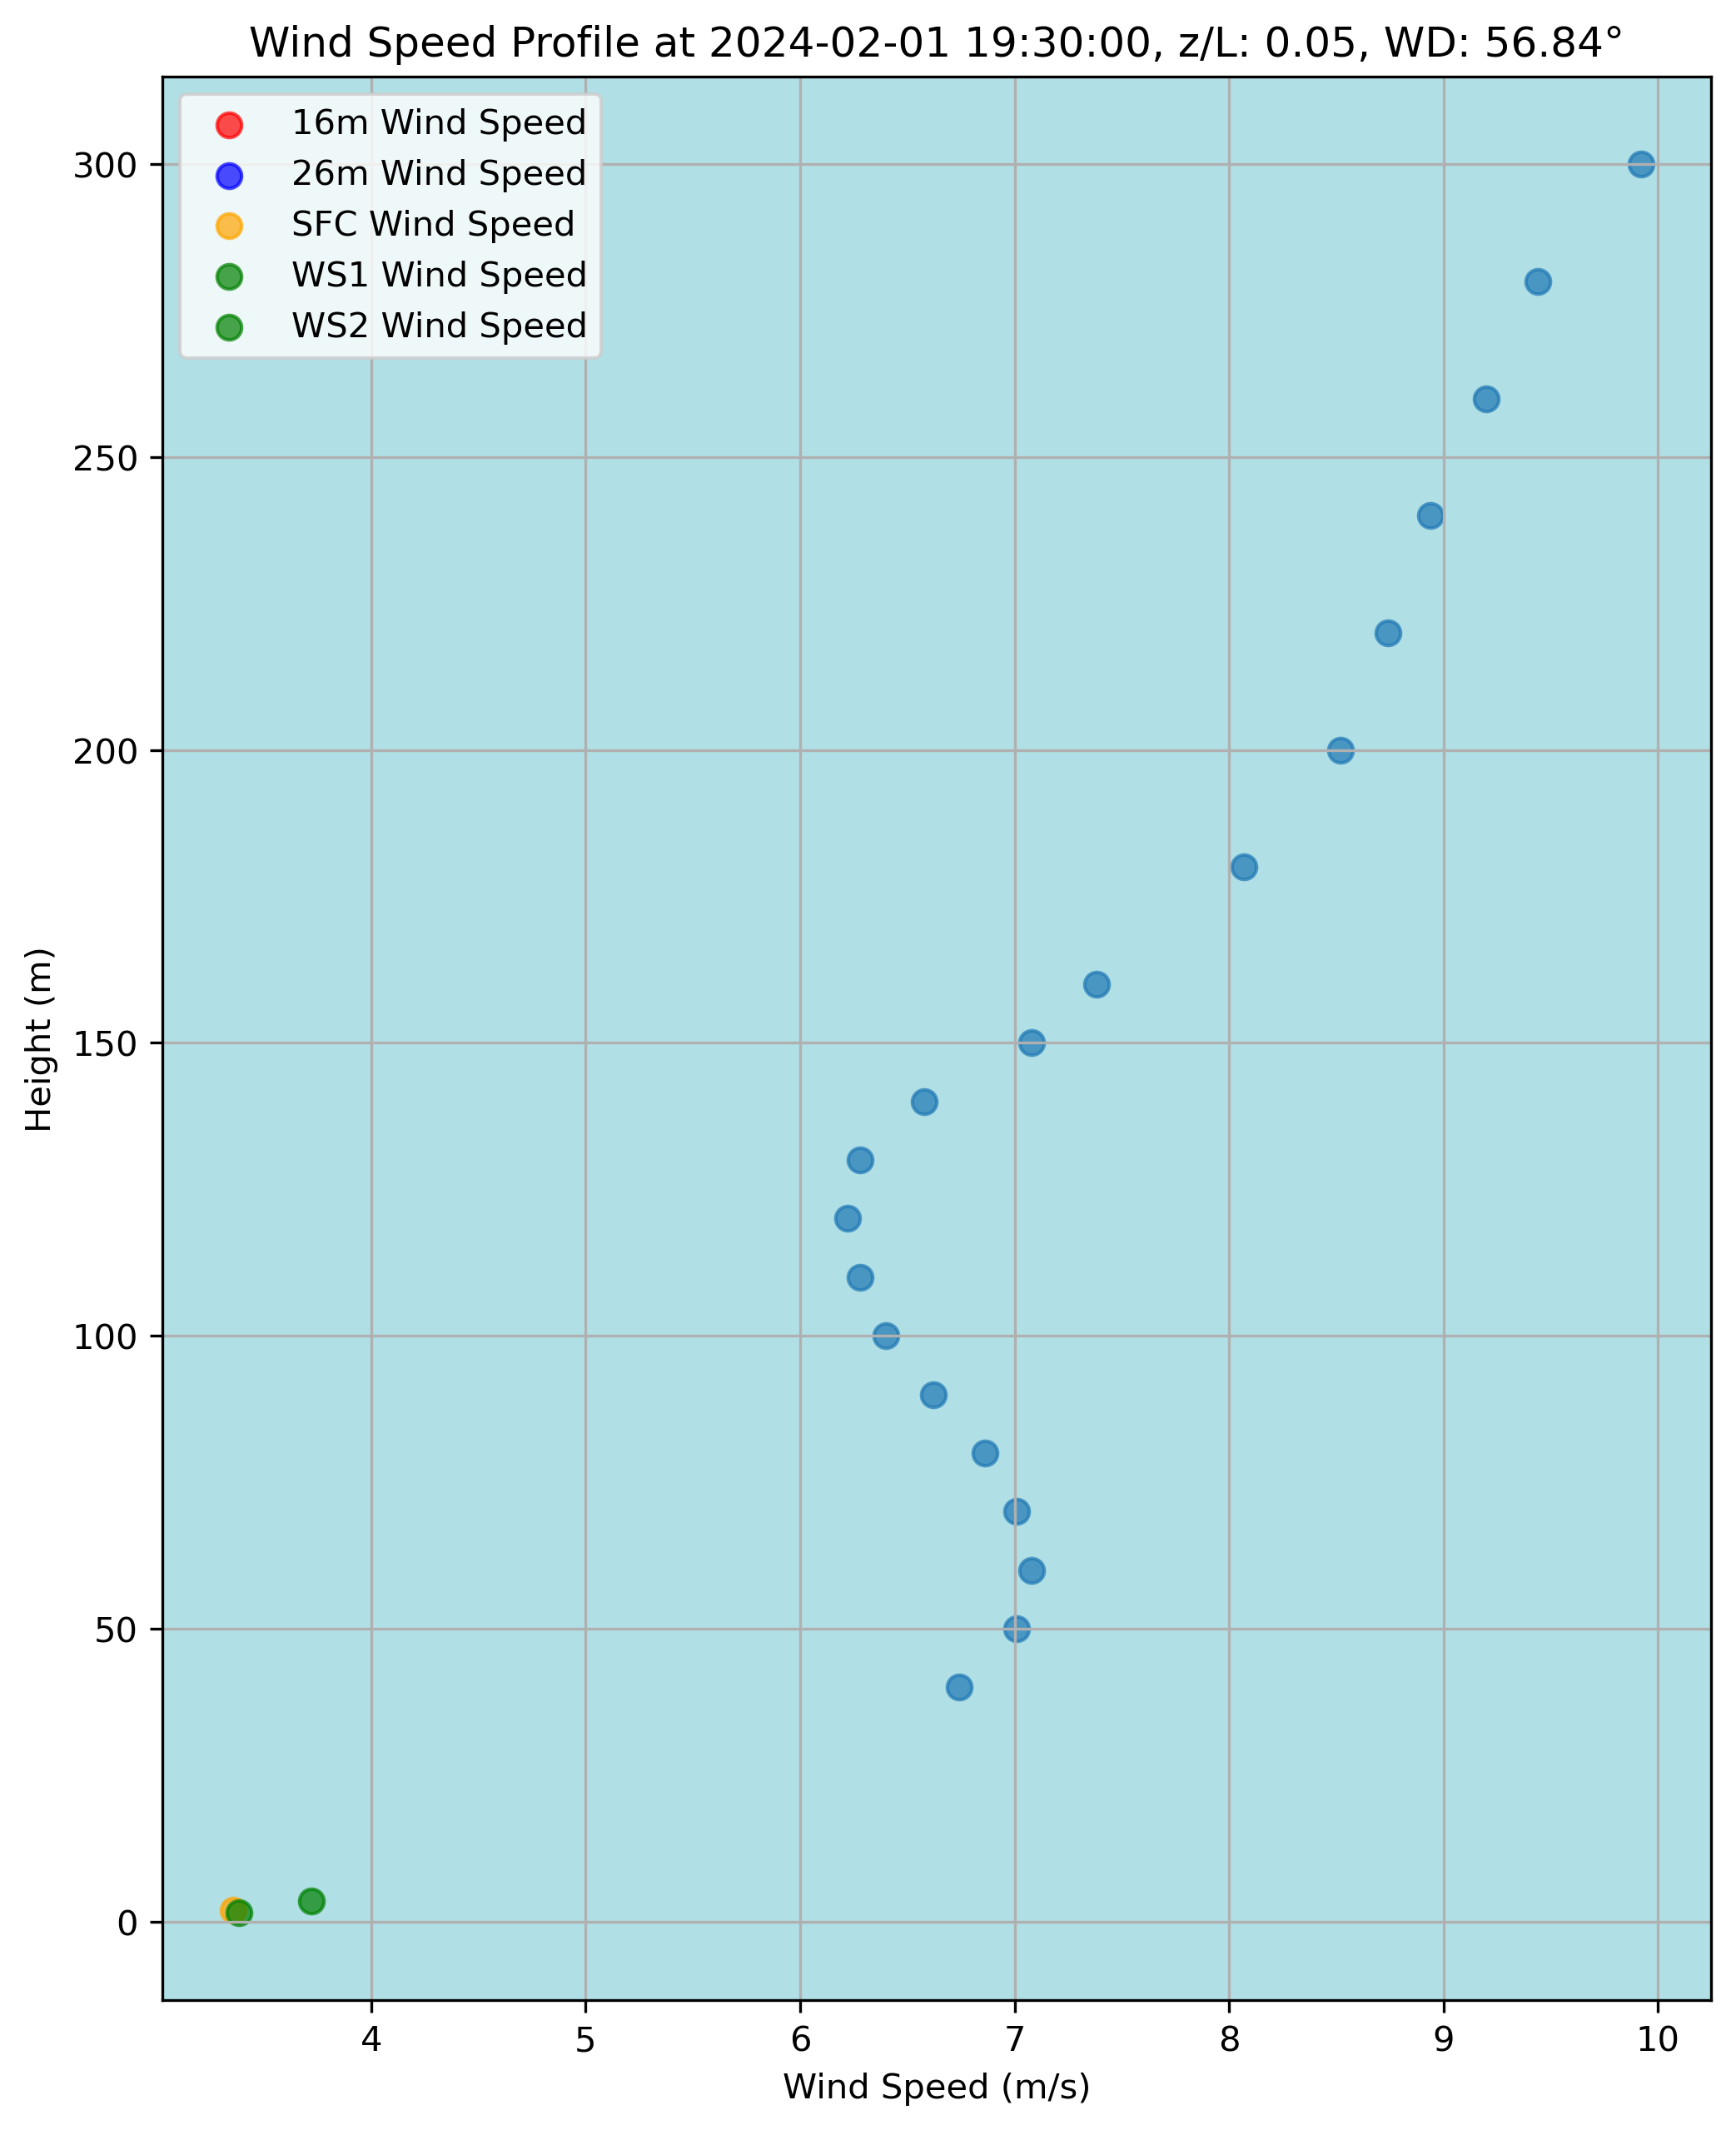 Wind Speed Profile at 2024-02-01 19:30:00, z/L: 0.05, WD: 56.84°
16m Wind Speed
26m Wind Speed
SFC Wind Speed
WS1 Wind Speed
WS2 Wind Speed
300
250
200
150
100
50
0
Height (m)
4 5 6 7 8 9 10
Wind Speed (m/s)